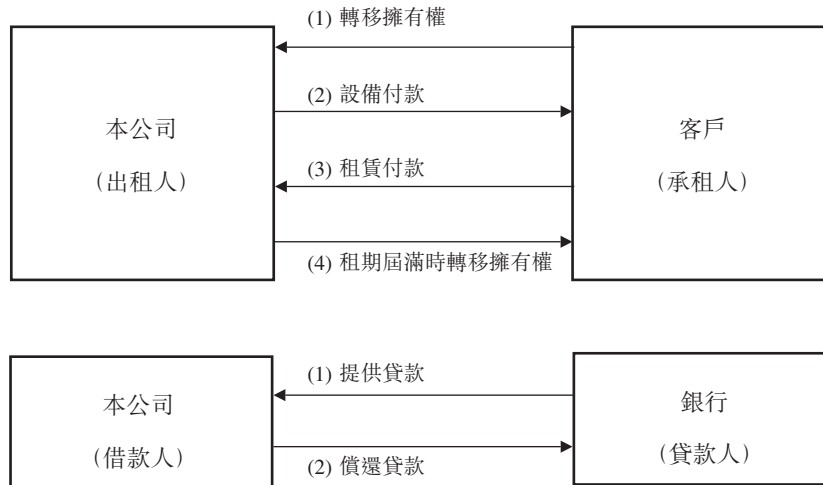 (1) 轉移擁有權
(2) 設備付款
本公司
(出租人)
客戶
(承租人)
(3) 租賃付款
(4) 租期屆滿時轉移擁有權
(1) 提供貸款
本公司
(借款人)
銀行
(貸款人)
(2) 償還貸款